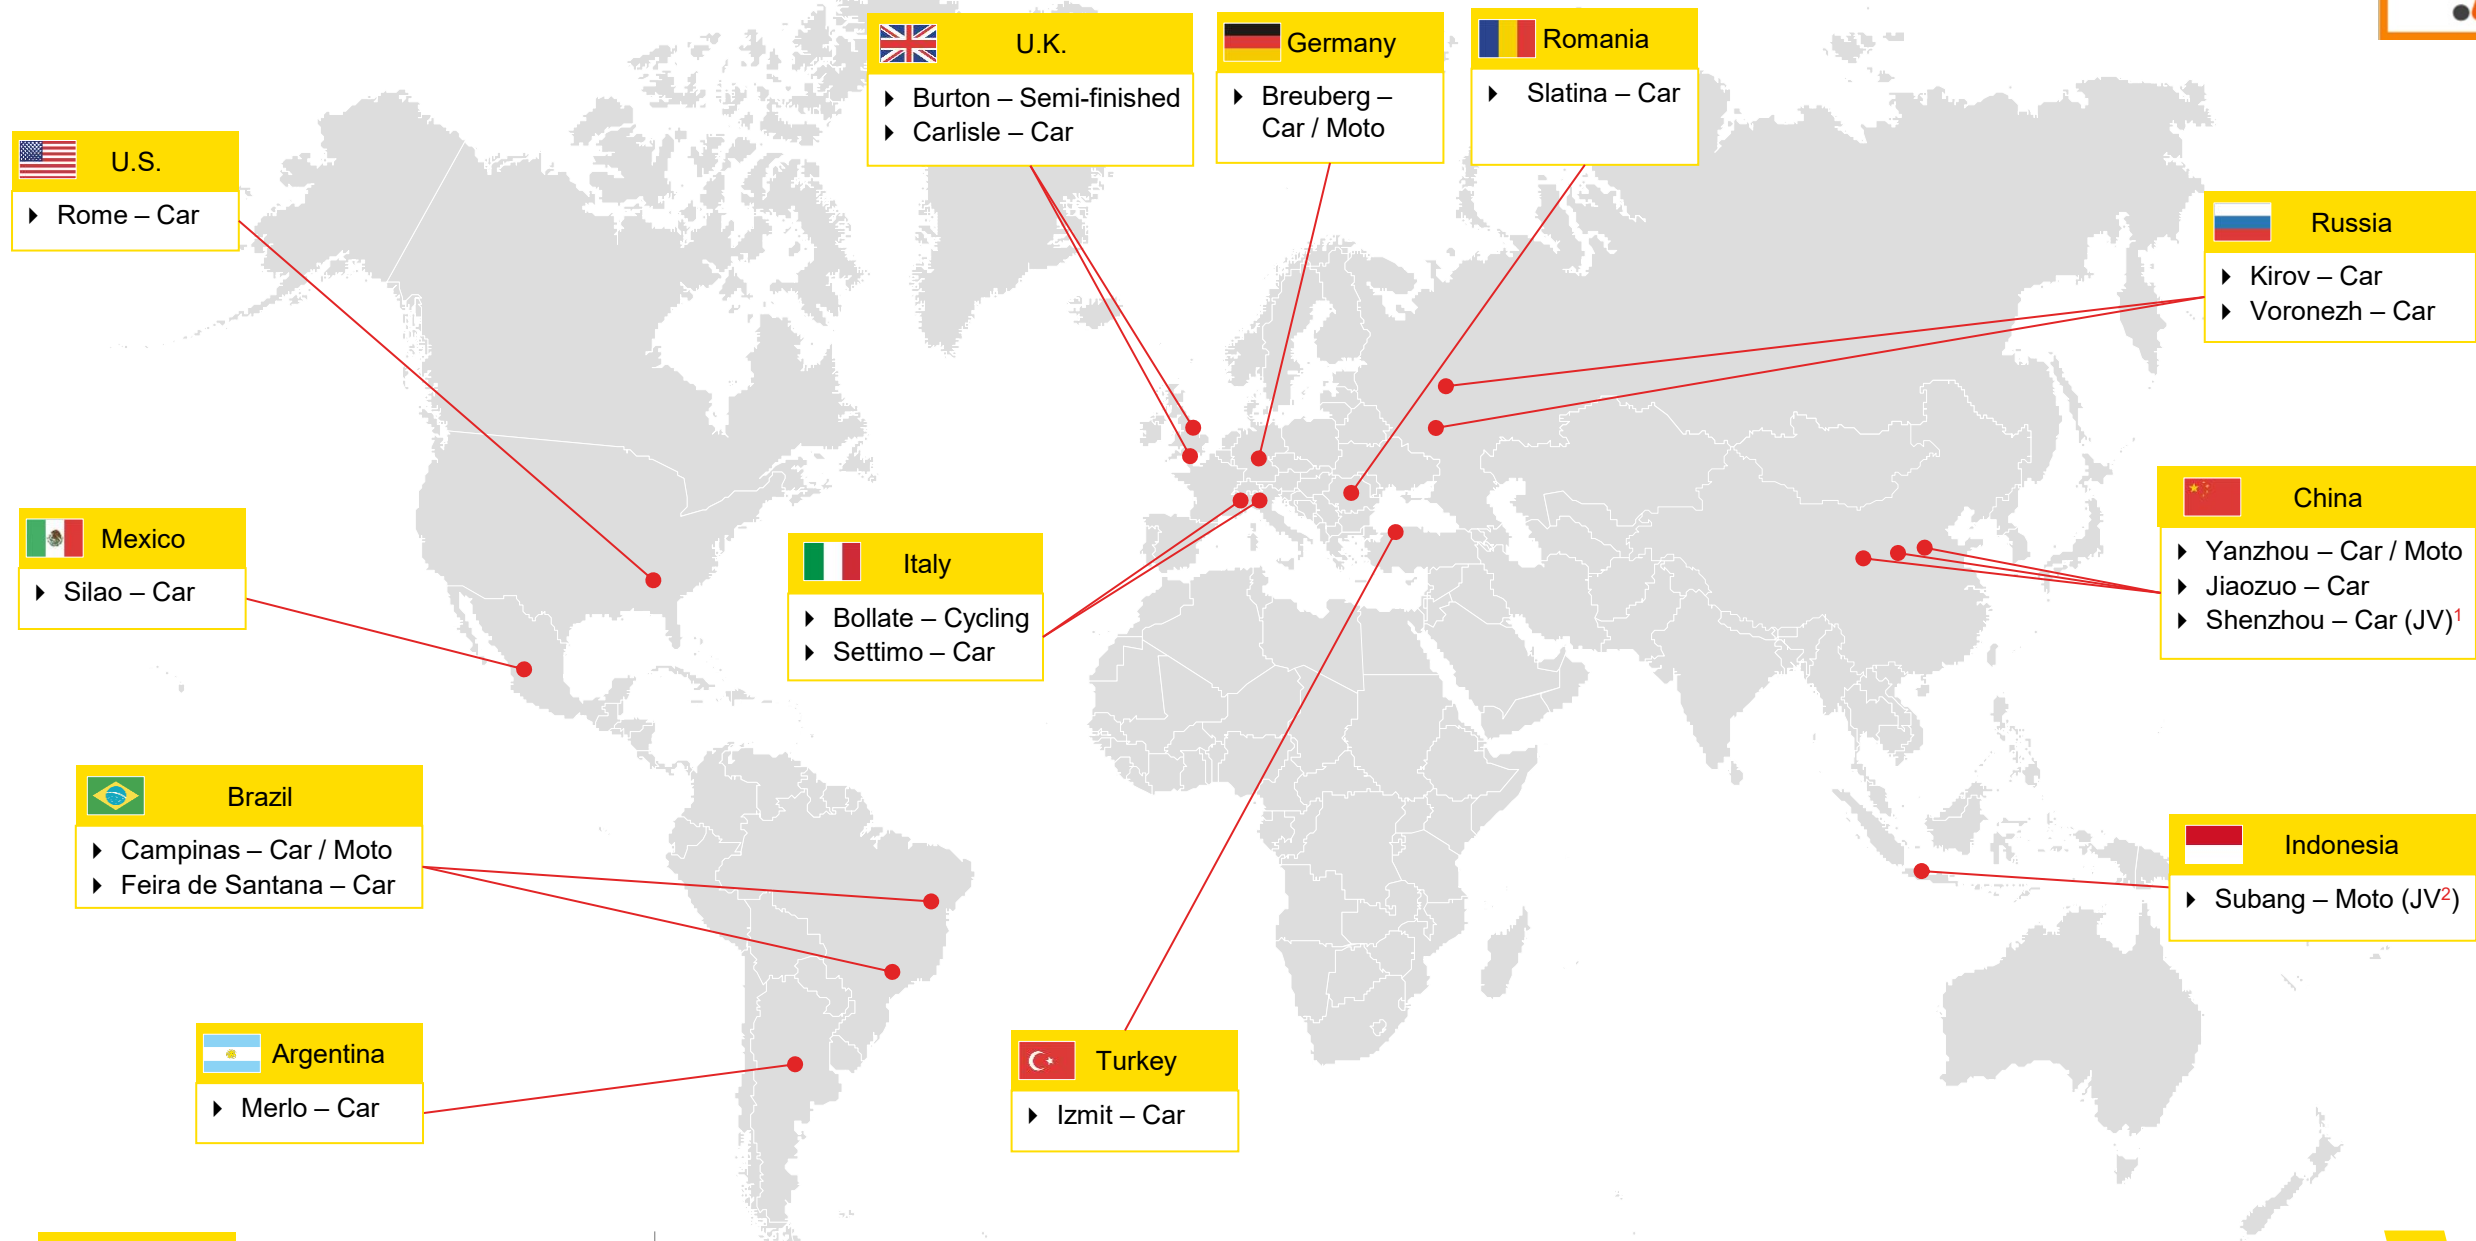 U.K.
Burton – Semi-finished
Carlisle – Car
Germany
Breuberg –
Car / Moto
Romania
Slatina – Car
U.S.
Rome – Car
Russia
Kirov – Car
Voronezh – Car
Mexico
Silao – Car
Italy
Bollate – Cycling
Settimo – Car
China
Yanzhou – Car / Moto
Jiaozuo – Car
Shenzhou – Car (JV)1
Brazil
Campinas – Car / Moto
Feira de Santana – Car
Indonesia
Subang – Moto (JV2)
Argentina
Merlo – Car
Turkey
Izmit – Car